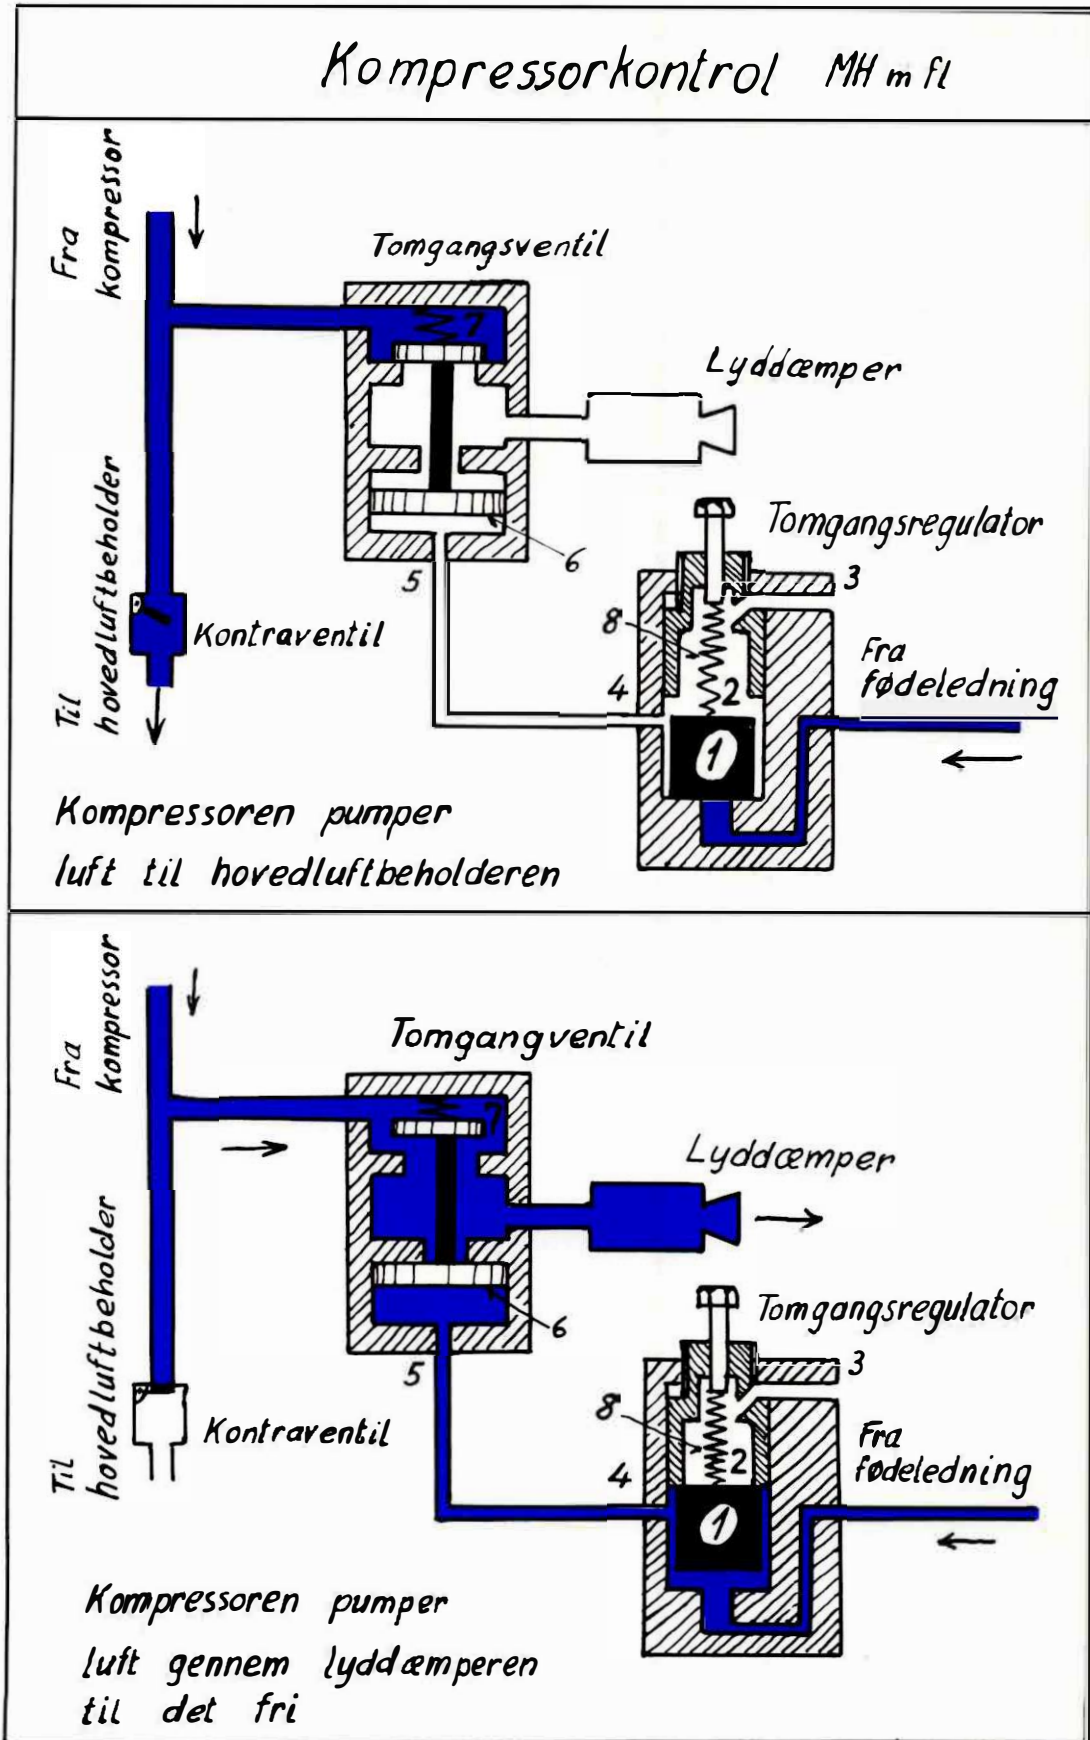 Kompressorkontrol MH m fl
Fra
kompressor
Tomgangsventil
7
Lyddæmper
Til
hovedluftbeholder
Kontraventil
5
6
Tomgangsregulator
3
8
4
2
1
Fra
fødeledning
Kompressoren pumper
luft til hovedluftbeholderen
Fra
kompressor
Tomgangventil
7
Lyddæmper
Til
hovedluftbeholder
Kontraventil
5
6
Tomgangsregulator
3
8
4
2
1
Fra
fødeledning
Kompressoren pumper
luft gennem lyddæmperen
til det fri